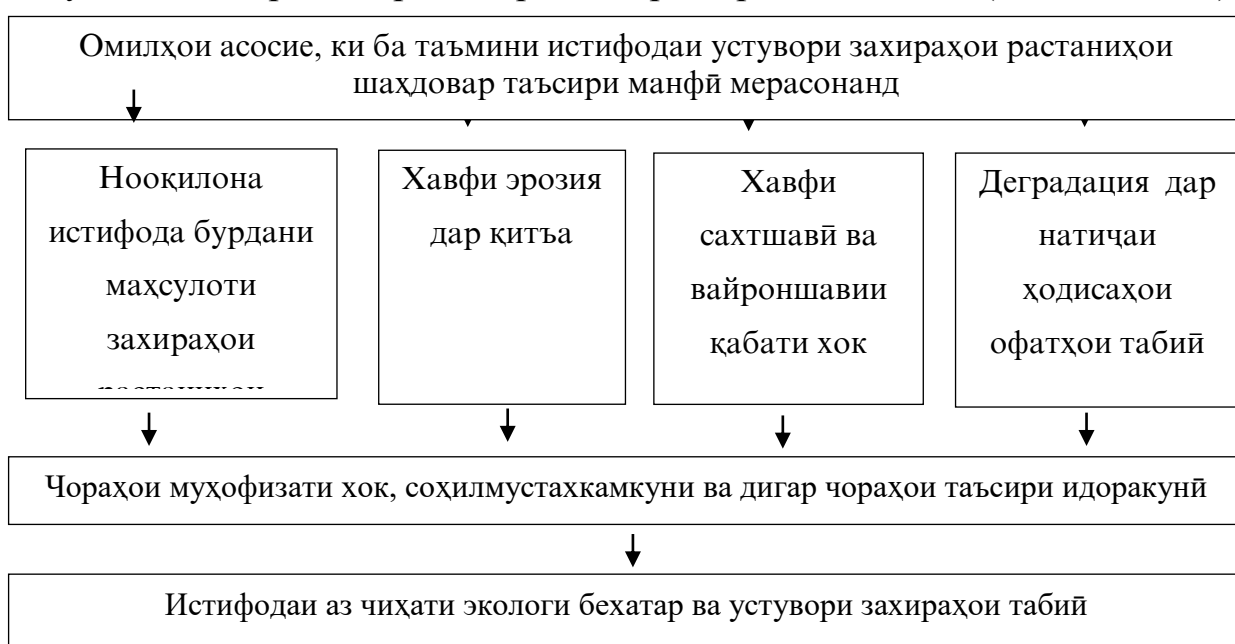 Омилҳои асосие, ки ба таъмини истифодаи устувори захираҳои растаниҳои
шаҳдовар таъсири манфӣ мерасонанд
Нооқилона
истифода бурдани
маҳсулоти
захираҳои
Хавфи эрозия
дар қитъа
Хавфи
сахтшавӣ ва
вайроншавии
қабати хок
Деградация дар
натиҷаи
ҳодисаҳои
офатҳои табиӣ
Чораҳои муҳофизати хок, соҳилмустахкамкуни ва дигар чораҳои таъсири идоракунӣ
Истифодаи аз чиҳати экологи бехатар ва устувори захираҳои табиӣ